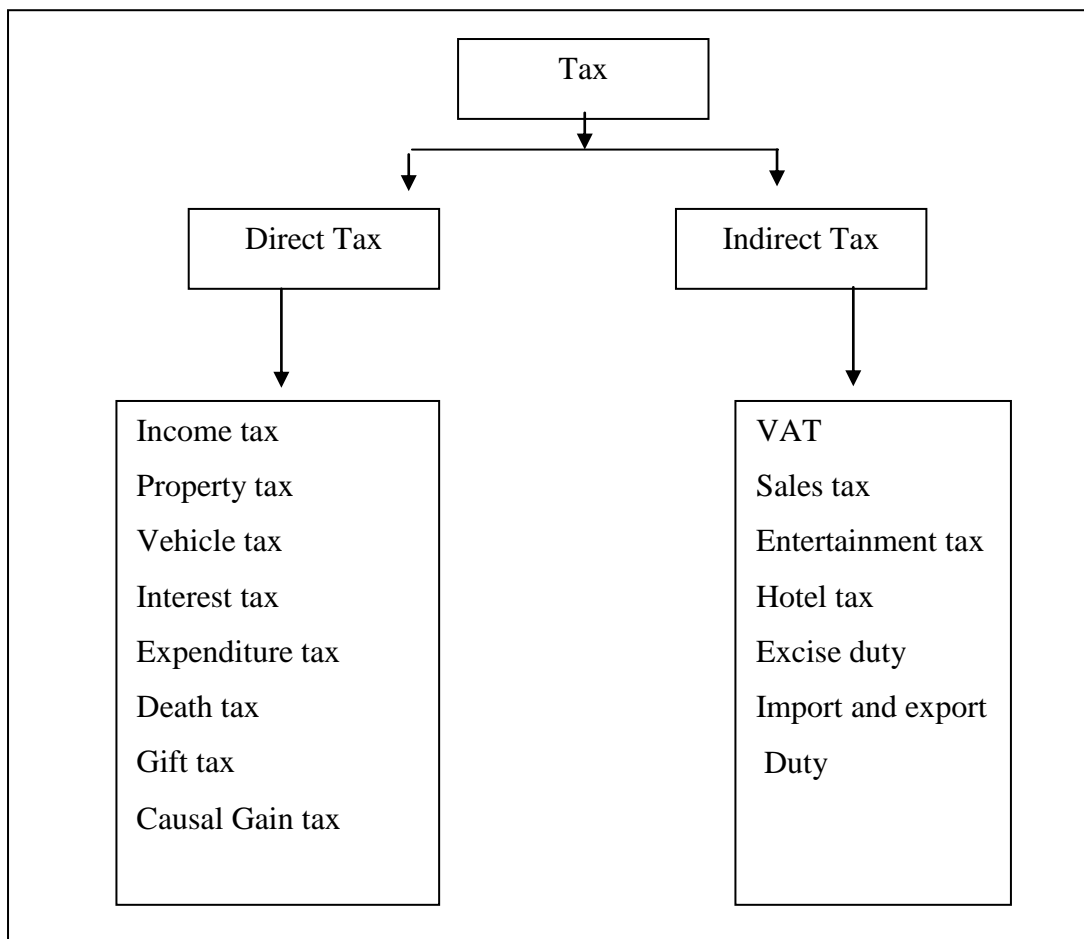 Tax
Direct Tax
Indirect Tax
Income tax
Property tax
Vehicle tax
Interest tax
Expenditure tax
Death tax
Gift tax
Causal Gain tax
VAT
Sales tax
Entertainment tax
Hotel tax
Excise duty
Import and export
Duty